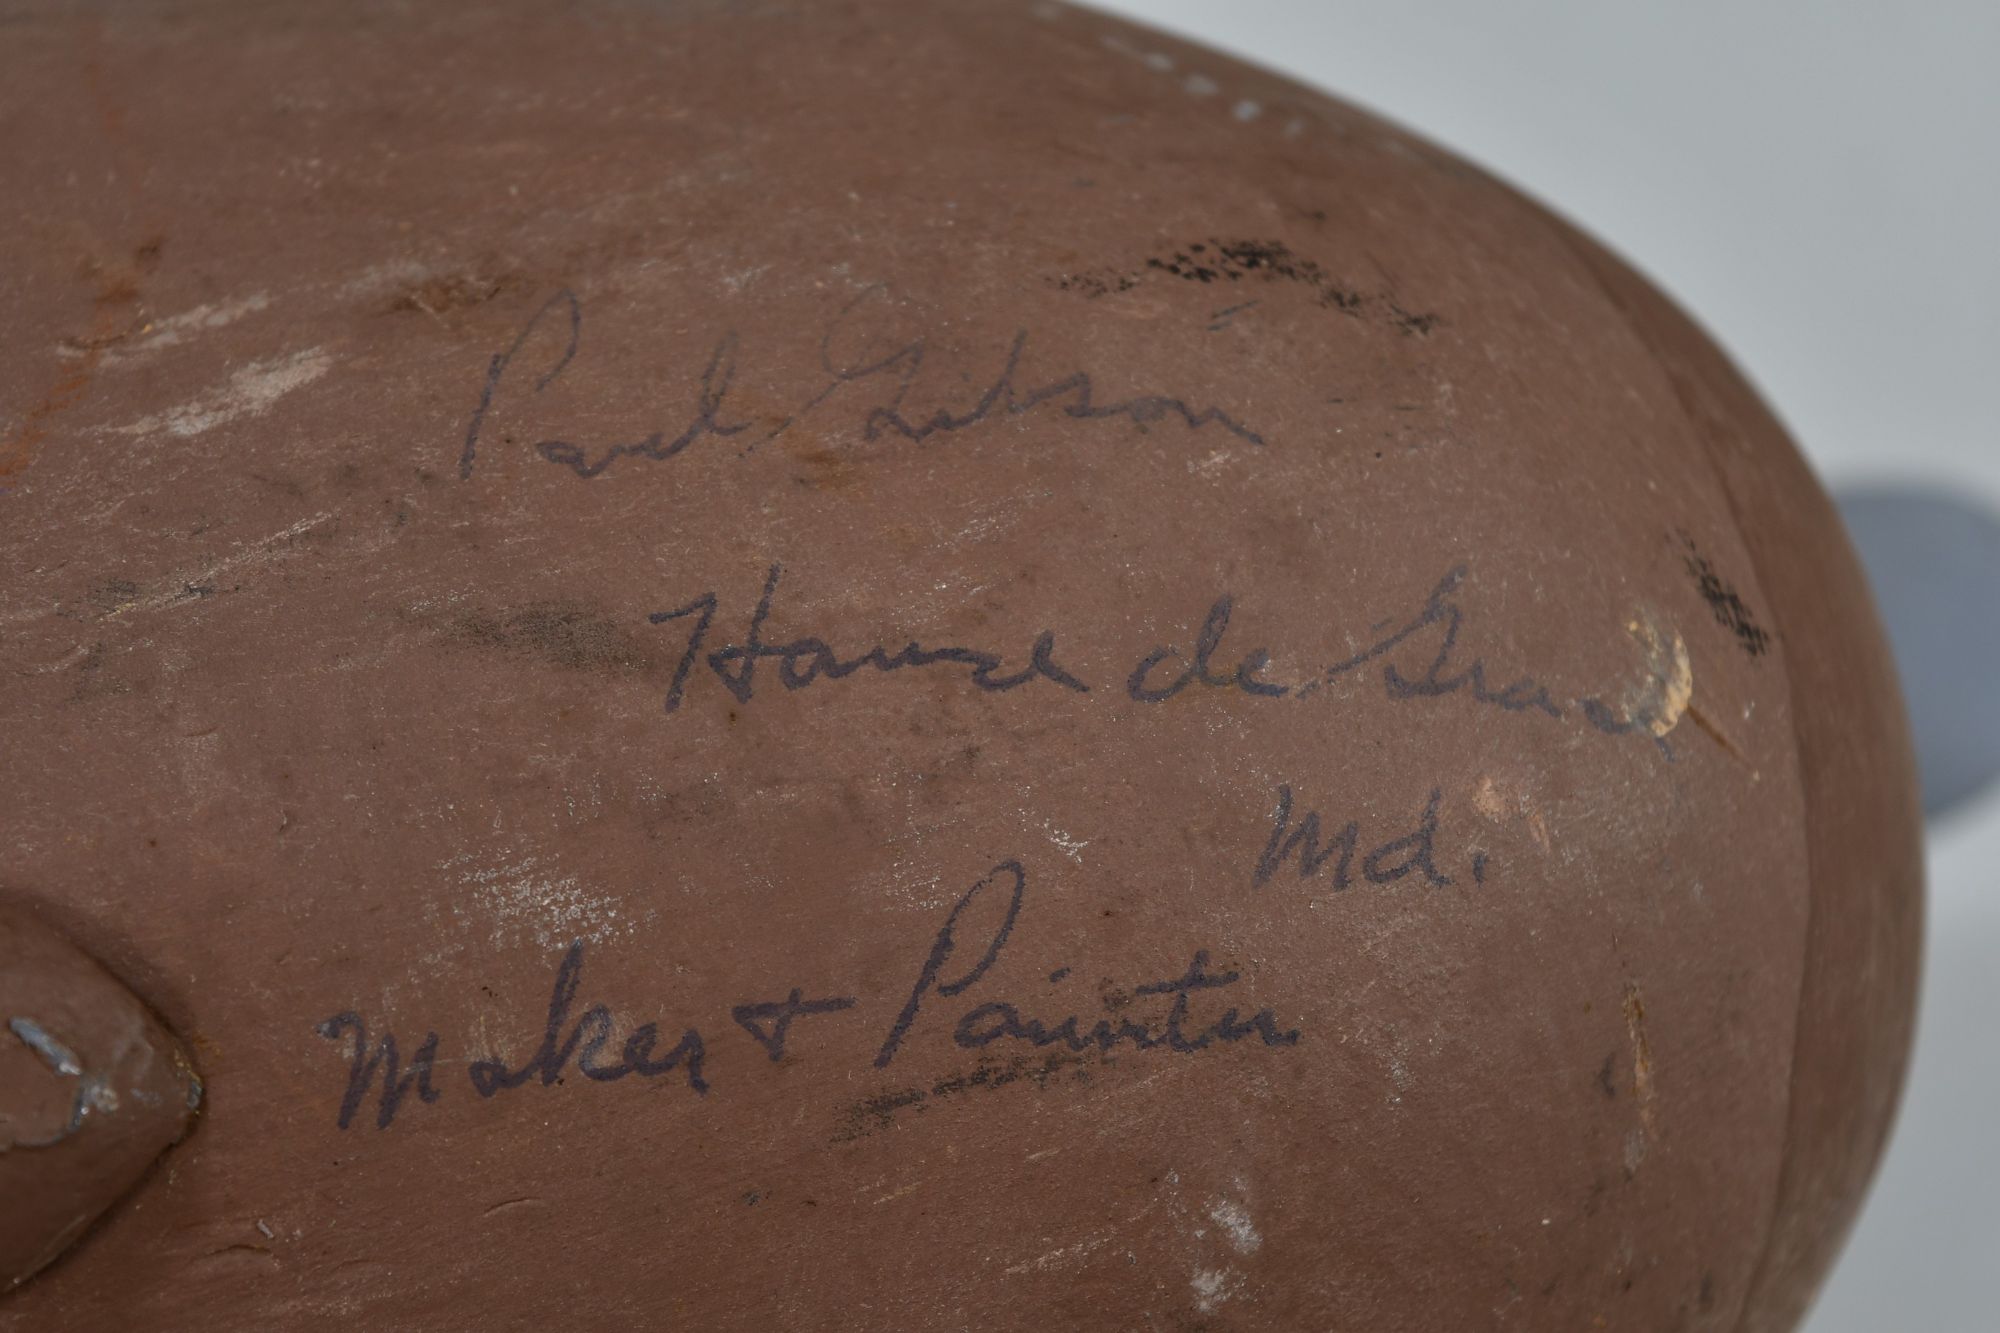 Paul Gibson
Havre de Grace
Md.
Maker + Painter